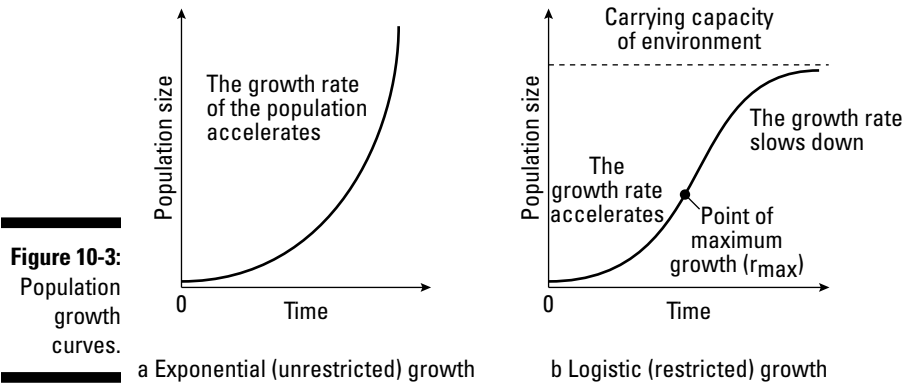 Figure 10-3:
Population
growth
curves.
Population size
The growth rate
of the population
accelerates
0
Time
a Exponential (unrestricted) growth
Carrying capacity
of environment
Population size
The growth rate
slows down
The
growth rate
accelerates
Point of
maximum
growth (rmax)
0
Time
b Logistic (restricted) growth